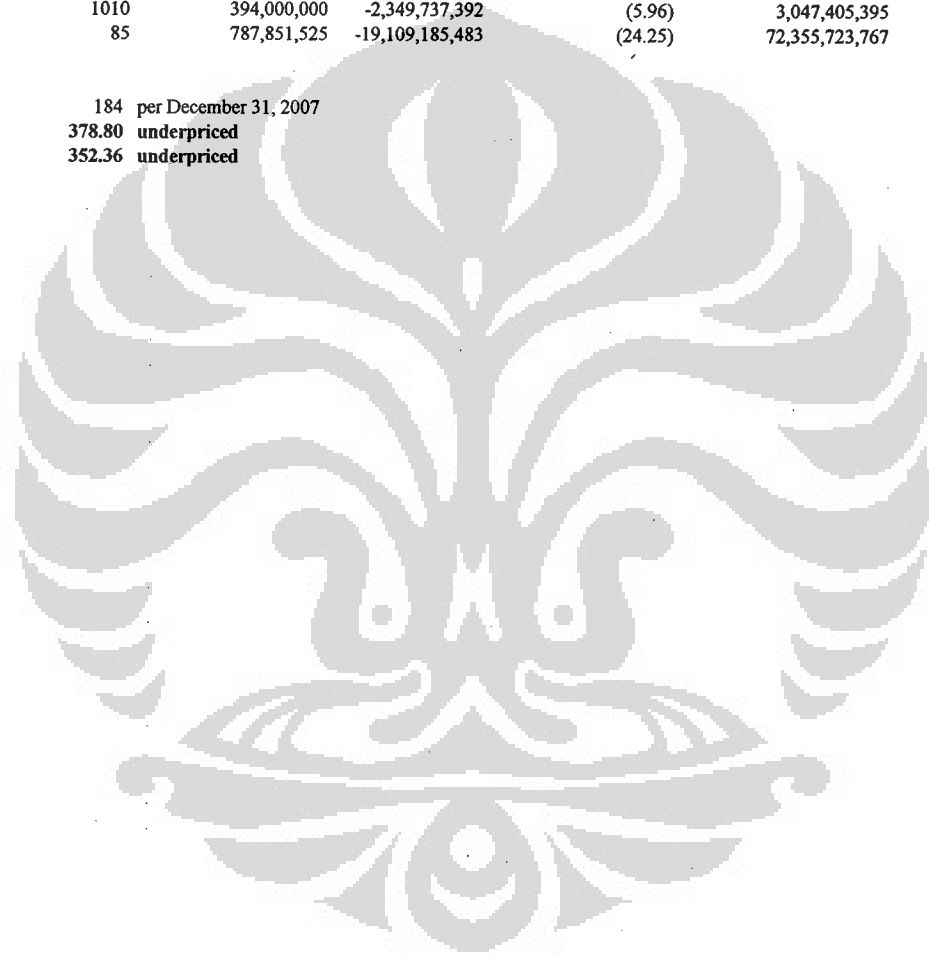 1010 394,000,000 -2,349,737,392 (5.96) 3,047,405,395
85 787,851,525 -19,109,185,483 (24.25) 72,355,723,767
184 per December 31, 2007
378.80 underpriced
352.36 underpriced